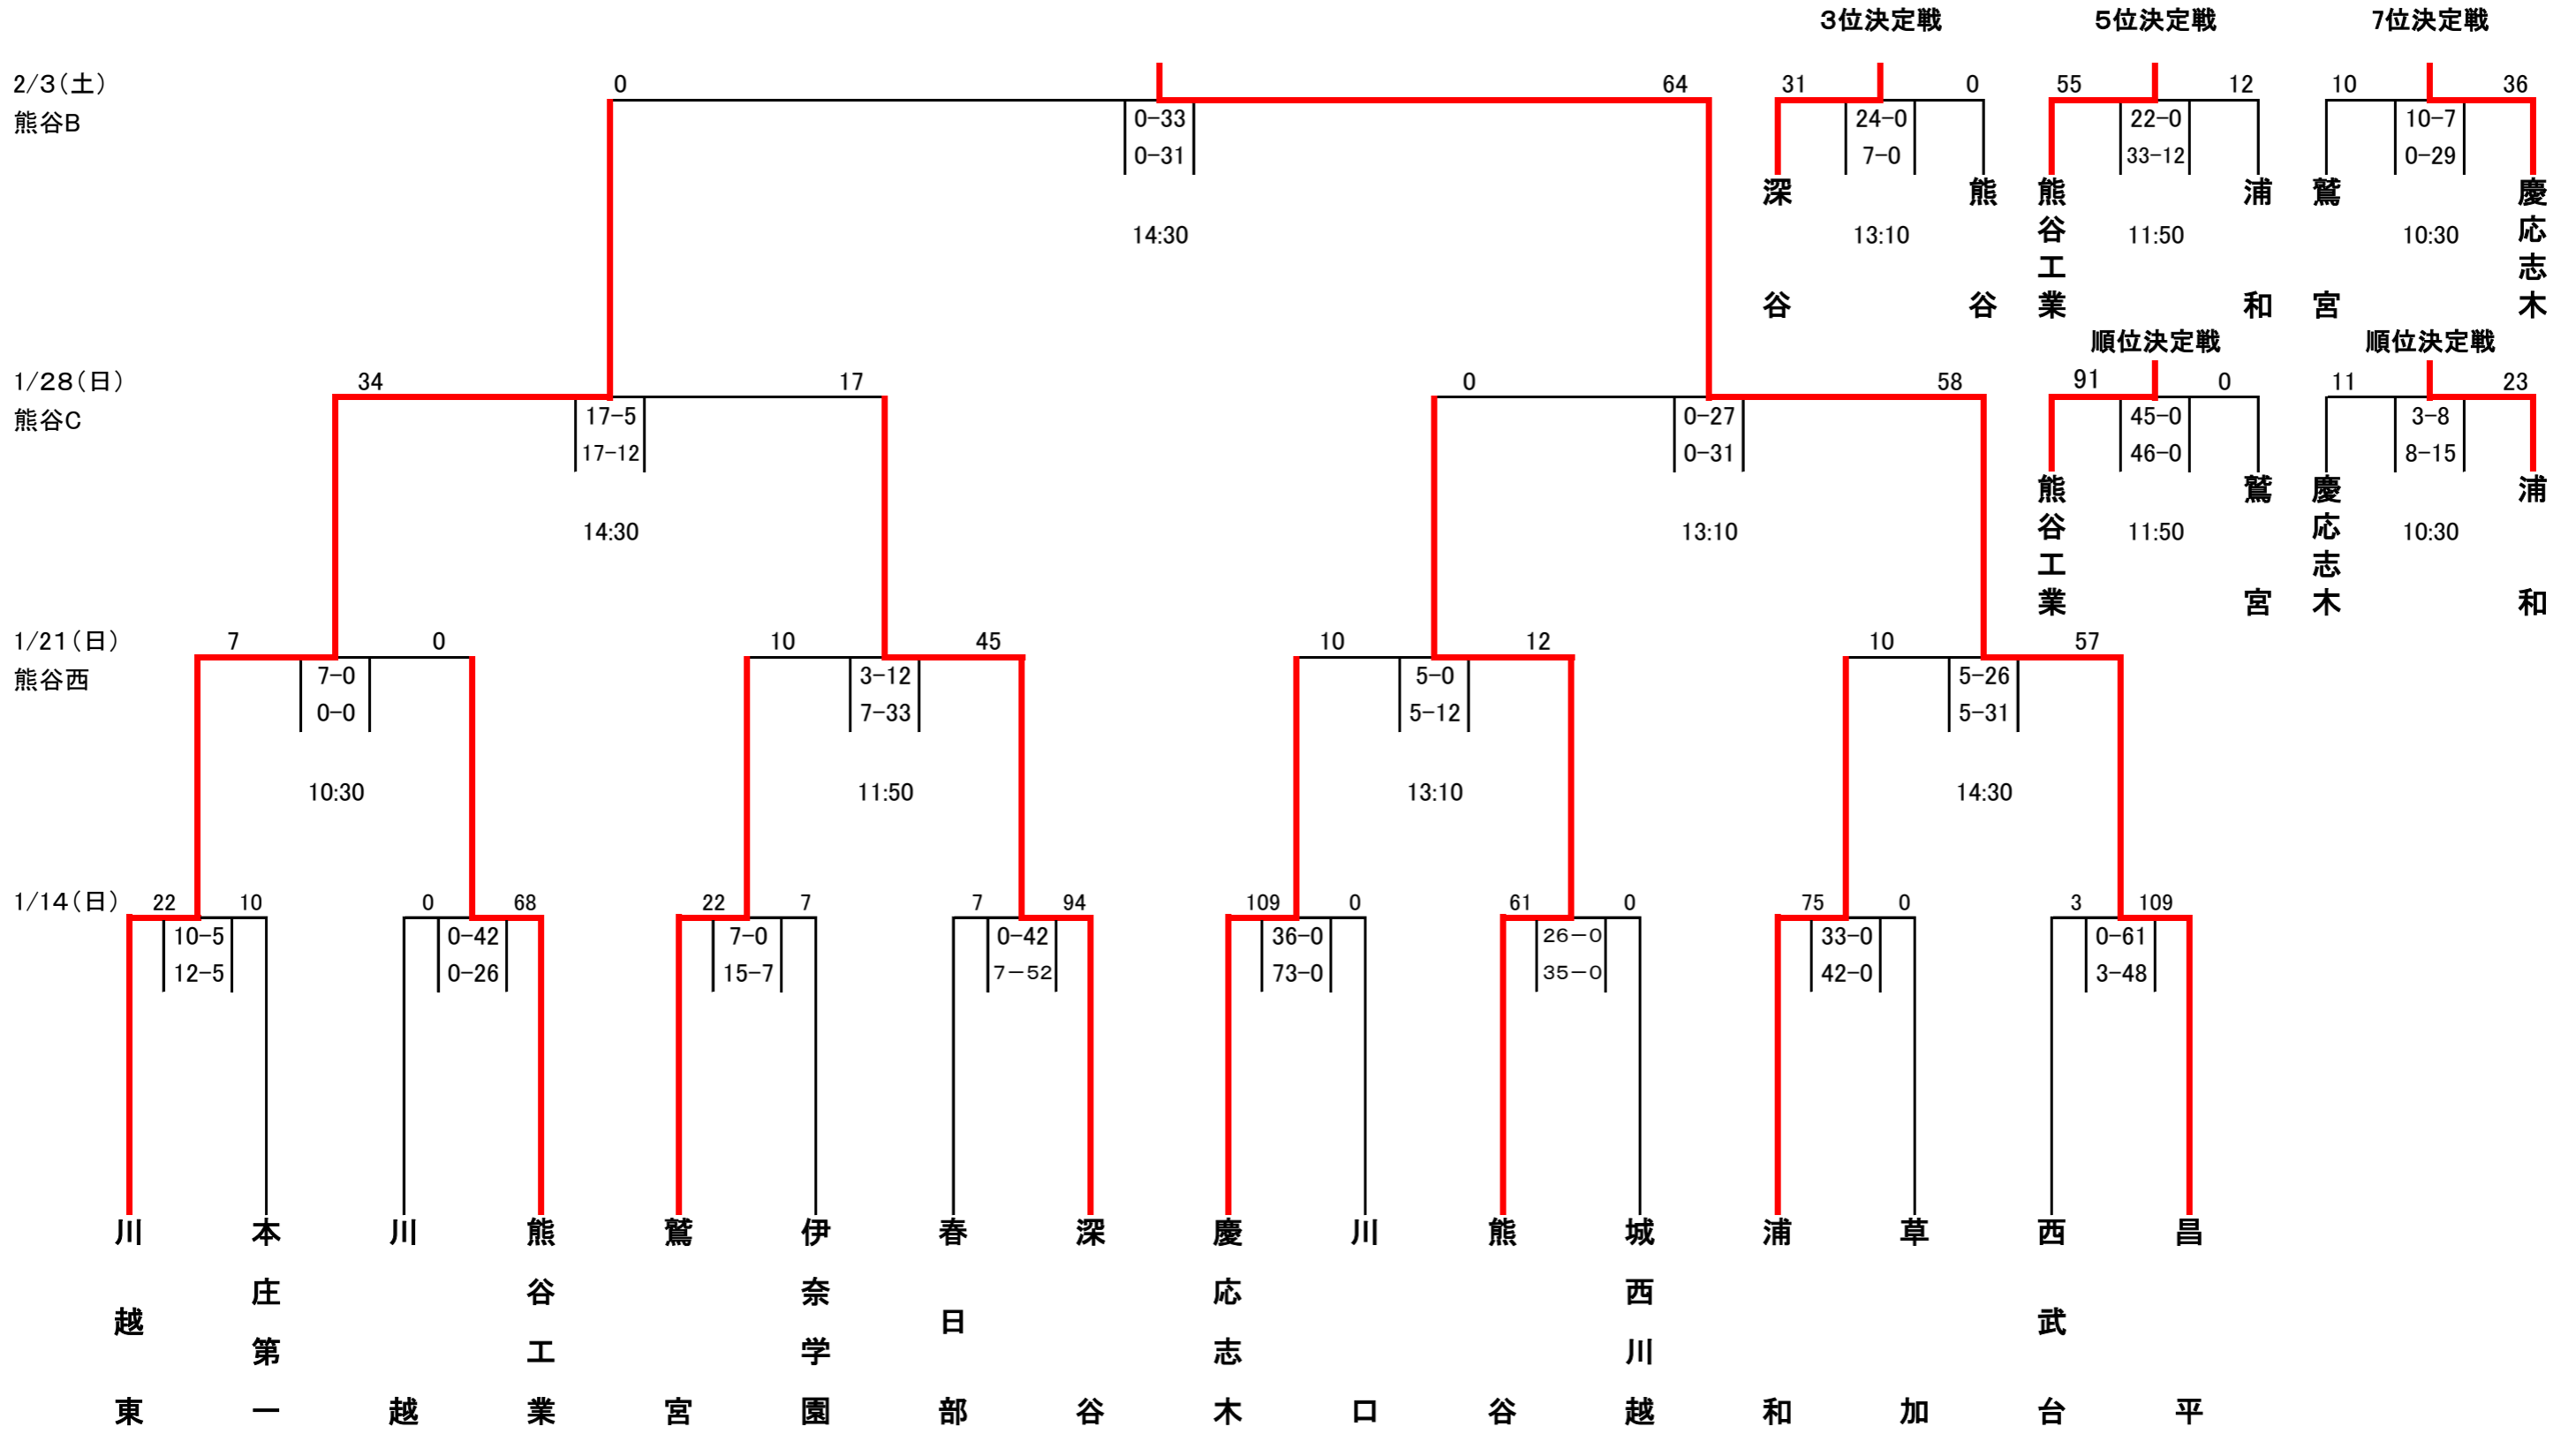 ３位決定戦 ５位決定戦 7位決定戦
2/3(土) 0 64 31 0 55 12 10 36
熊谷B 0-33 24-0 22-0 10-7
0-31 7-0 33-12 0-29
深谷 熊谷 熊谷工業 浦和 鷲宮 慶応志木
14:30 13:10 11:50 10:30
順位決定戦 順位決定戦
1/28(日) 34 17 0 58 91 0 11 23
熊谷C 17-5 0-27 45-0 3-8
17-12 0-31 46-0 8-15
熊谷工業 鷲宮 慶応志木 浦和
14:30 13:10 11:50 10:30
1/21(日) 7 0 10 45 10 12 10 57
熊谷西 7-0 3-12 5-0 5-26
0-0 7-33 5-12 5-31
10:30 11:50 13:10 14:30
1/14(日) 22 10 0 68 22 7 7 94 109 0 61 0 75 0 3 109
10-5 0-42 7-0 0-42 36-0 26－0 33-0 0-61
12-5 0-26 15-7 7－52 73-0 35－0 42-0 3-48
川越東 本庄第一 川越 熊谷工業 鷲宮 伊奈学園 春日部 深谷 慶応志木 川口 熊谷 城西川越 浦和 草加 西武台 昌平